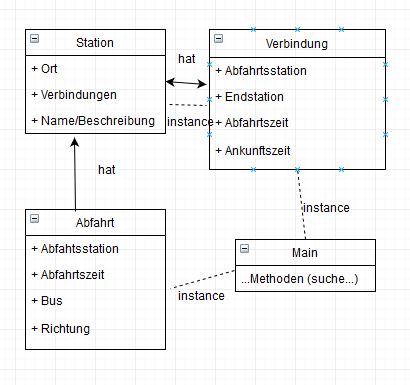 Station
+ Ort
+ Verbindungen
+ Name/Beschreibung
hat
Verbindung
+ Abfahrtsstation
+ Endstation
+ Abfahrtszeit
+ Ankunftszeit
instance
hat
instance
Abfahrt
+ Abfahtsstation
+ Abfahrtszeit
+ Bus
+ Richtung
Main
...Methoden (suche...)
instance